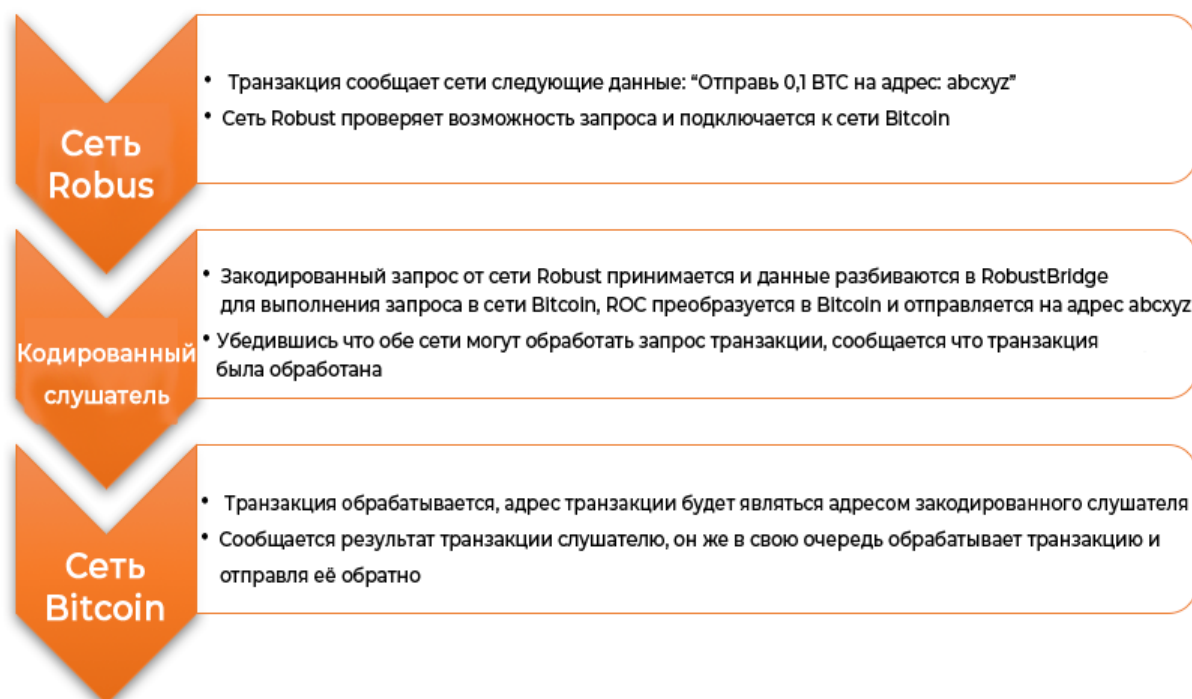 Сеть
Robus
• Транзакция сообщает сети следующие данные: “Отправь 0,1 BTC на адрес: abcxyz”
• Сеть Robust проверяет возможность запроса и подключается к сети Bitcoin
Кодированный
слушатель
• Закодированный запрос от сети Robust принимается и данные разбиваются в RobustBridge
для выполнения запроса в сети Bitcoin, ROC преобразуется в Bitcoin и отправляется на адрес abcxyz
• Убедившись что обе сети могут обработать запрос транзакции, сообщается что транзакция
была обработана
Сеть
Bitcoin
• Транзакция обрабатывается, адрес транзакции будет являться адресом закодированного слушателя
• Сообщается результат транзакции слушателю, он же в свою очередь обрабатывает транзакцию и
отправля её обратно